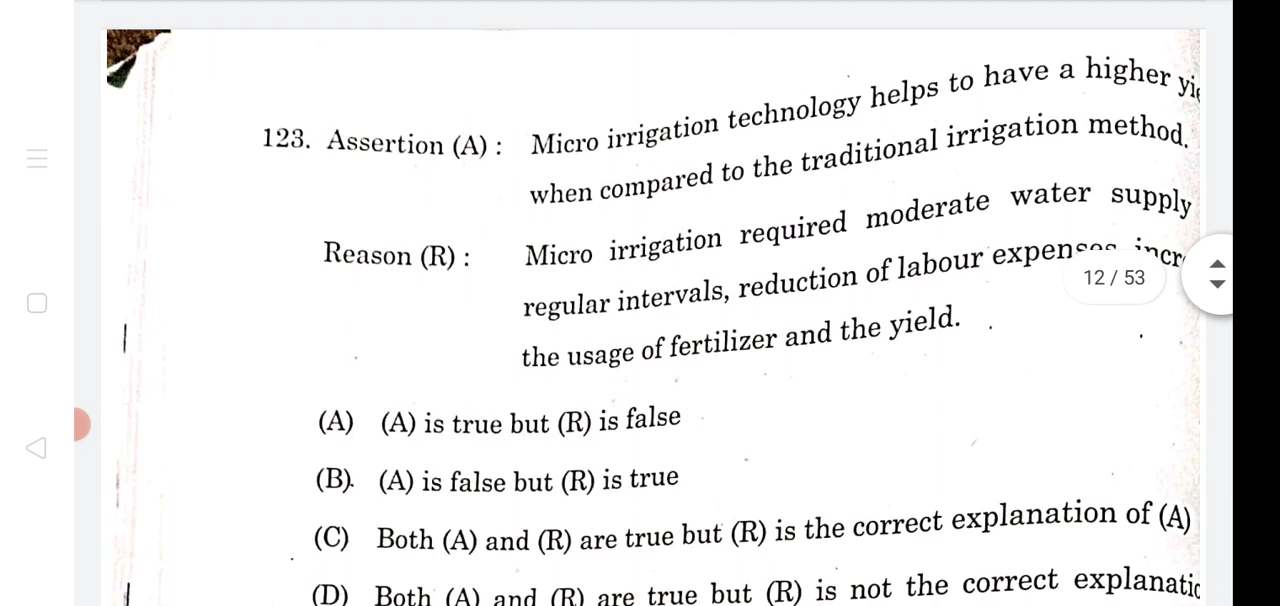 123. Assertion (A) : Micro irrigation technology helps to have a higher
when compared to the traditional irrigation method.
Reason (R) : Micro irrigation required moderate water supply
regular intervals, reduction of labour expenses,
12 / 53
the usage of fertilizer and the yield.
(A) (A) is true but (R) is false
(B). (A) is false but (R) is true
(C) Both (A) and (R) are true but (R) is the correct explanation of (A)
(D) Both (A) and (R) are true but (R) is not the correct